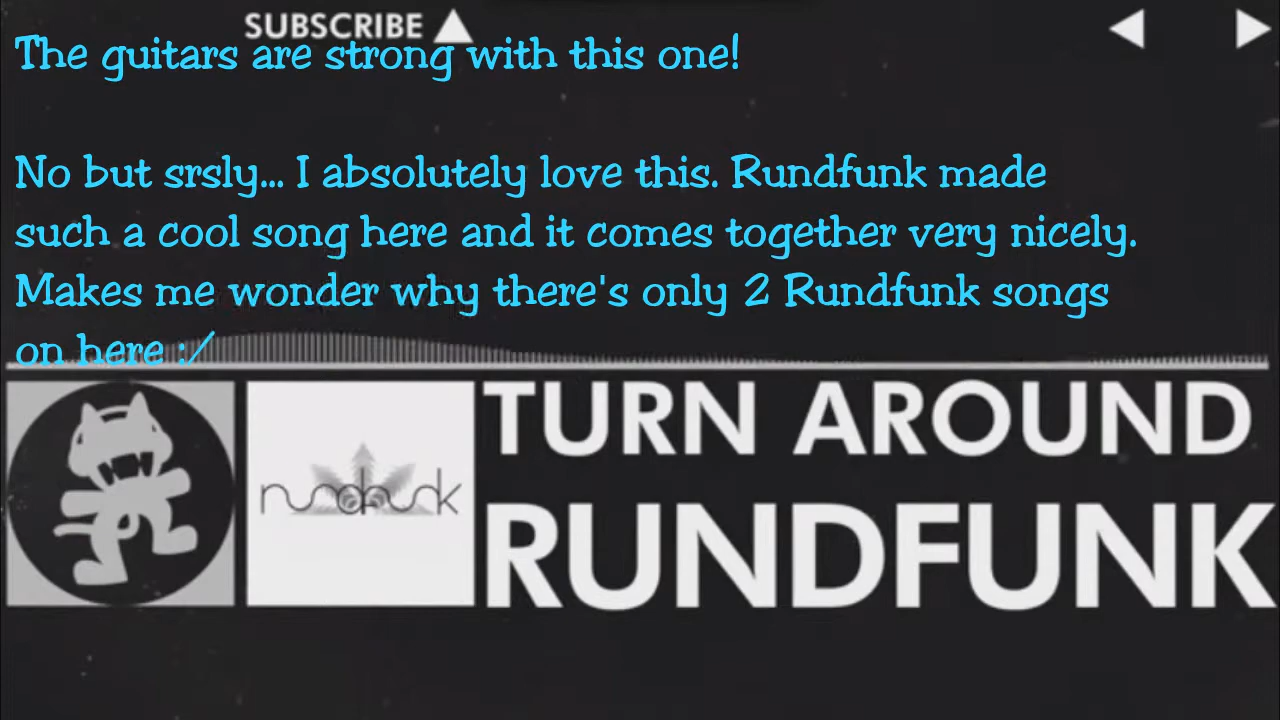 SUBSCRIBE
The guitars are strong with this one!
No but srsly... I absolutely love this. Rundfunk made
such a cool song here and it comes together very nicely.
Makes me wonder why there's only 2 Rundfunk songs
on here :/
TURN AROUND
rundfunk
RUNDFUNK